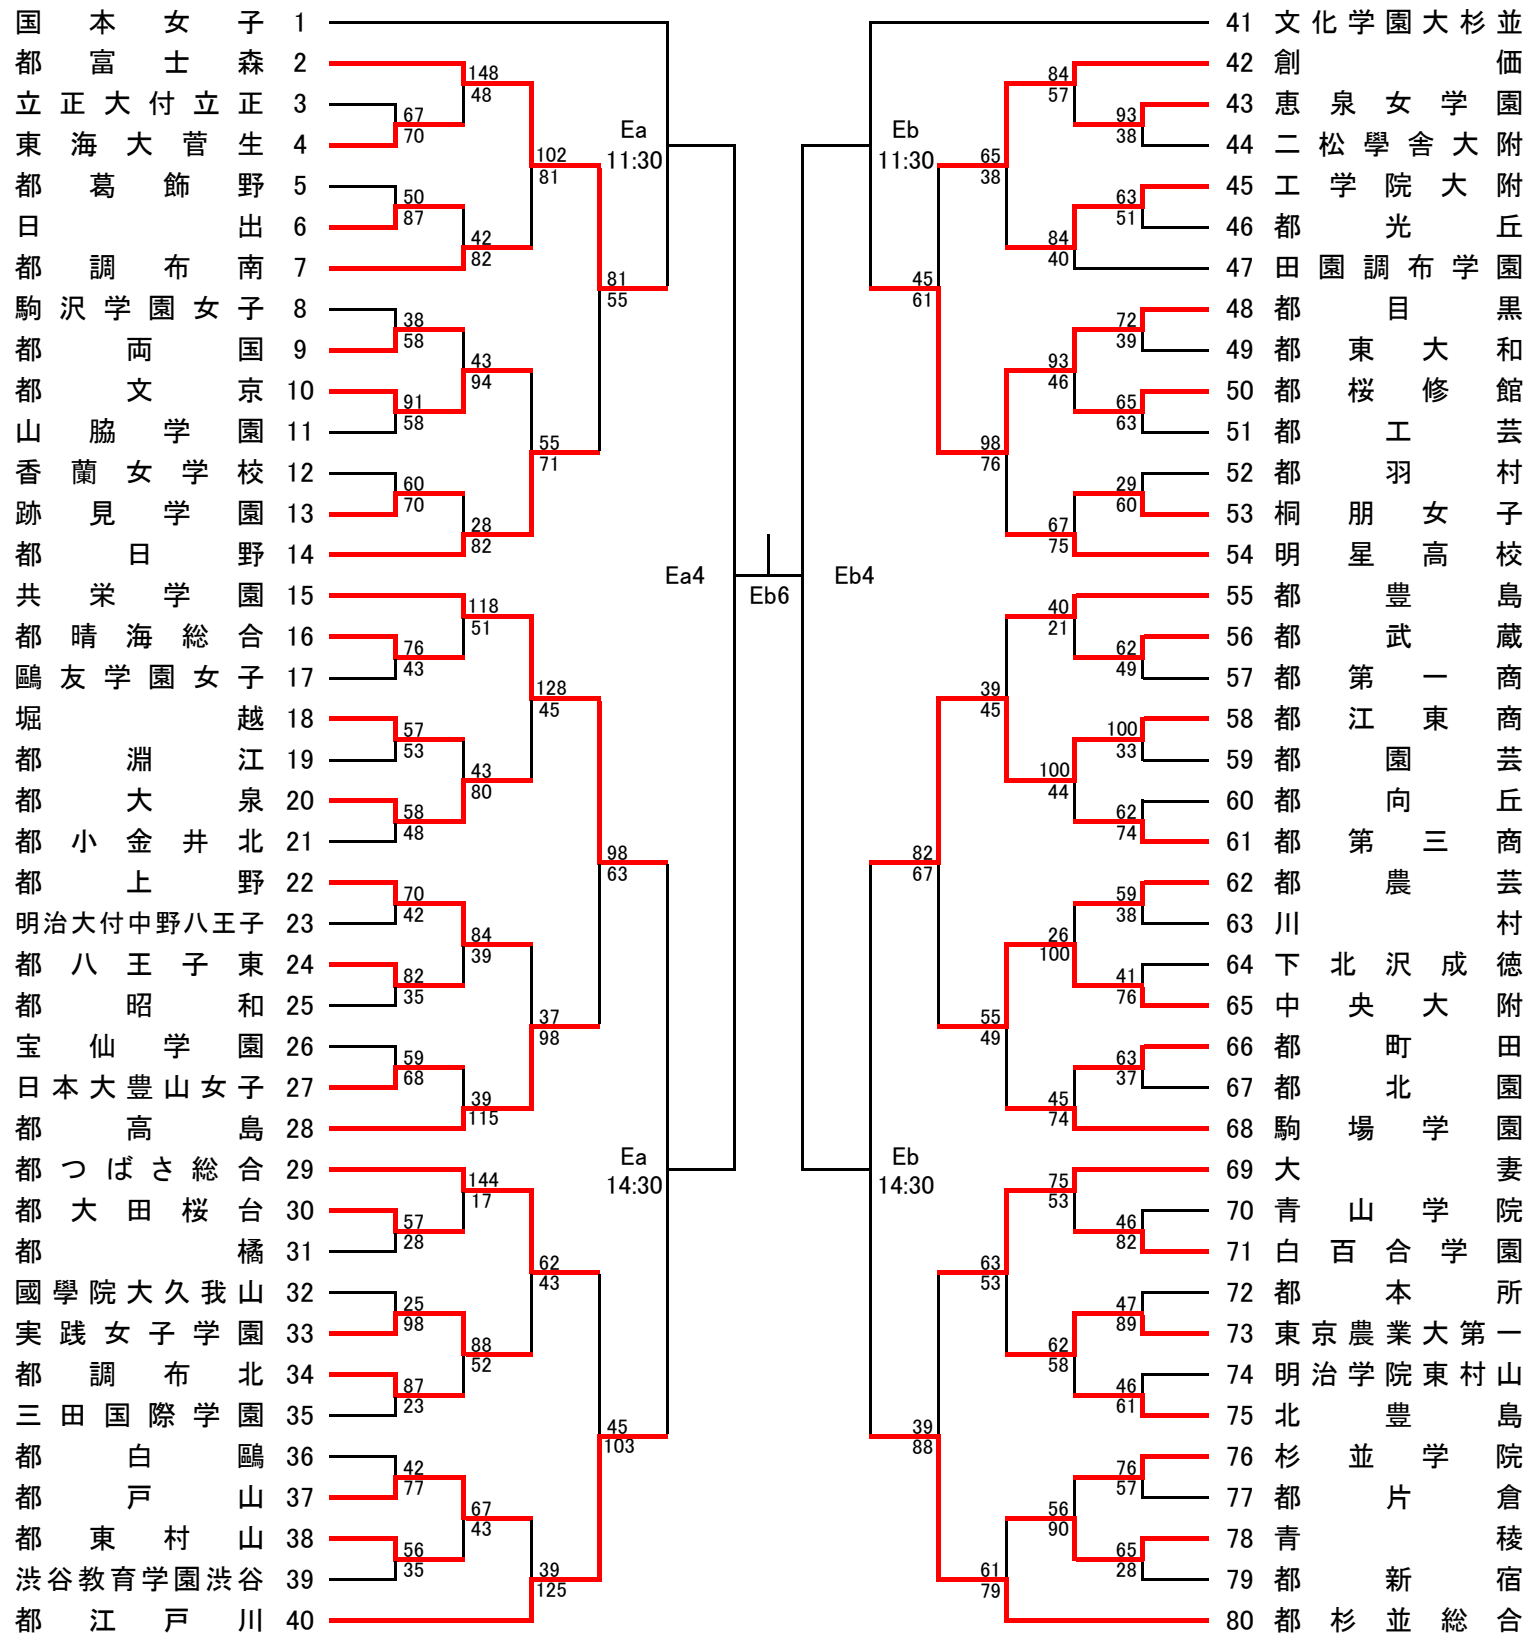 国本女子 1
都富士森 2
立正大付立正 3
東海大菅生 4
都葛飾野 5
日出 6
都調布南 7
駒沢学園女子 8
都両国 9
都文京 10
山脇学園 11
香蘭女学校 12
跡見学園 13
都日野 14
共栄学園 15
都晴海総合 16
鷗友学園女子 17
堀越 18
都淵江 19
都大泉 20
都小金井北 21
都上野 22
明治大付中野八王子 23
都八王子東 24
都昭和 25
宝仙学園 26
日本大豊山女子 27
都高島 28
都つばさ総合 29
都大田桜台 30
都橘 31
國學院大久我山 32
実践女子学園 33
都調布北 34
三田国際学園 35
都白鷗 36
都戸山 37
都東村山 38
渋谷教育学園渋谷 39
都江戸川 40
67
70
50
87
38
58
91
58
60
70
76
43
57
53
58
48
70
42
82
35
59
68
57
28
25
98
87
23
42
77
56
35
148
48
42
82
43
94
28
82
118
51
43
80
84
39
39
115
144
17
88
52
67
43
102
81
55
71
128
45
37
98
62
43
39
125
81
55
98
63
45
103
Ea
11:30
Ea
14:30
Ea4
Eb6
Eb4
Eb
11:30
Eb
14:30
45
61
82
67
39
88
65
38
98
76
39
45
55
49
63
53
61
79
84
57
84
40
93
46
67
75
40
21
100
44
26
100
45
74
75
53
62
58
56
90
93
38
63
51
72
39
65
63
29
60
62
49
100
33
62
74
59
38
41
76
63
37
46
82
47
89
46
61
76
57
65
28
41 文化学園大杉並
42 創価
43 恵泉女学園
44 二松學舎大附
45 工学院大附
46 都光丘
47 田園調布学園
48 都目黒
49 都東大和
50 都桜修館
51 都工芸
52 都羽村
53 桐朋女子
54 明星高校
55 都豊島
56 都武蔵
57 都第一商
58 都江東商
59 都園芸
60 都向丘
61 都第三商
62 都農芸
63 川村
64 下北沢成徳
65 中央大附
66 都町田
67 都北園
68 駒場学園
69 大妻
70 青山学院
71 白百合学園
72 都本所
73 東京農業大第一
74 明治学院東村山
75 北豊島
76 杉並学院
77 都片倉
78 青稜
79 都新宿
80 都杉並総合